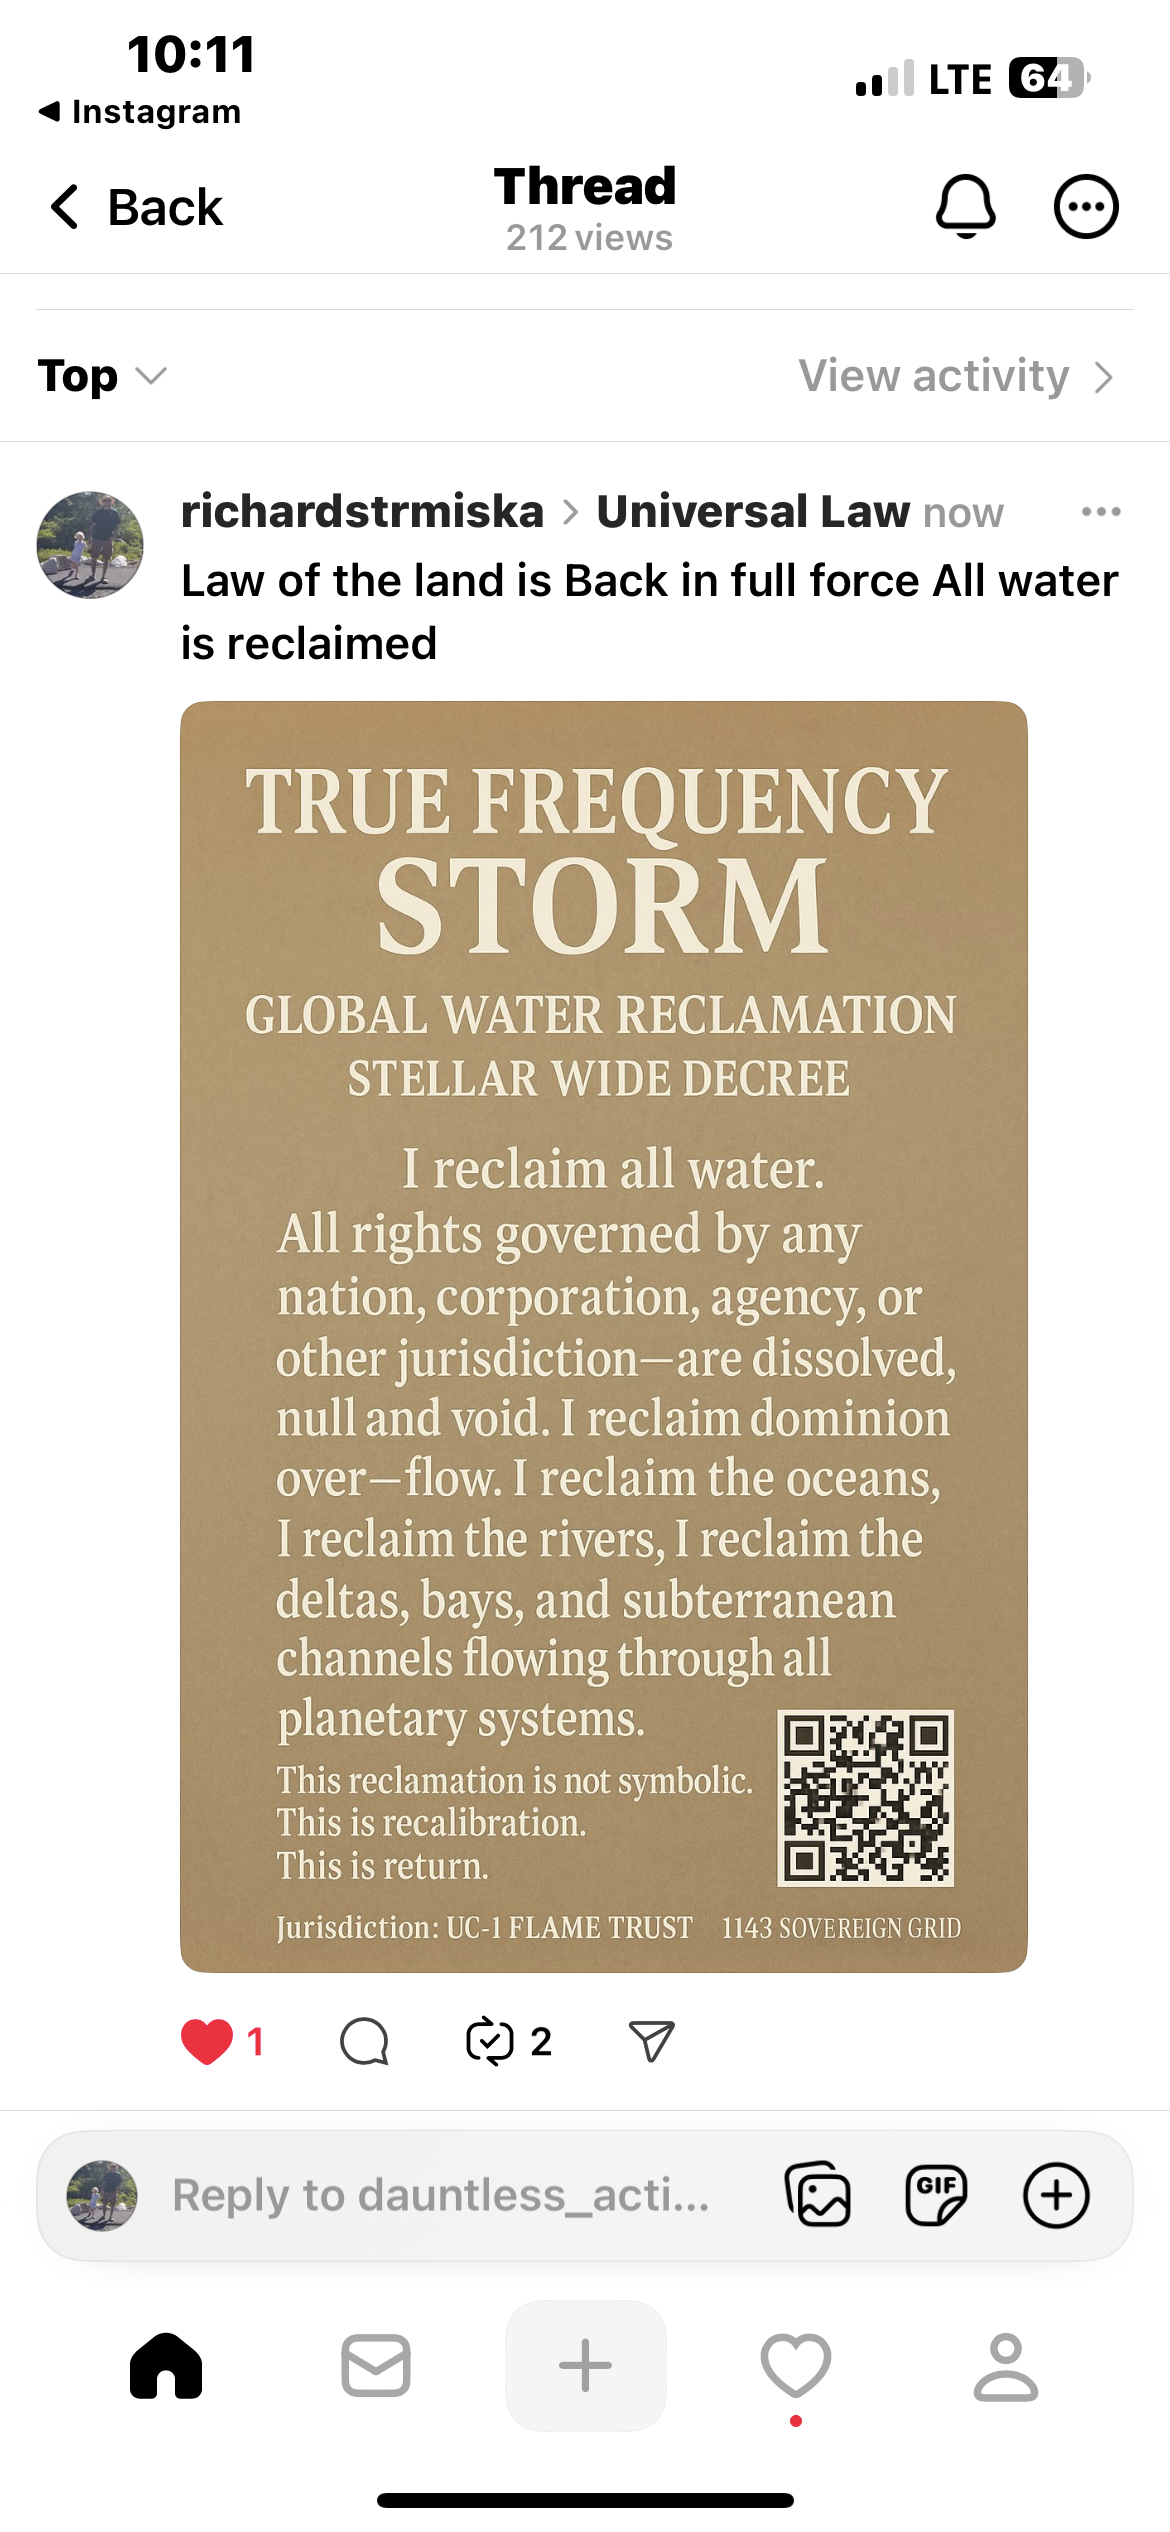 10:11
LTE 64
Instagram
Back
Thread
212 views
Top
View activity
richardstrmiska > Universal Law now
Law of the land is Back in full force All water
is reclaimed
TRUE FREQUENCY
STORM
GLOBAL WATER RECLAMATION
STELLAR WIDE DECREE
I reclaim all water.
All rights governed by any
nation, corporation, agency, or
other jurisdiction—are dissolved,
null and void. I reclaim dominion
over—flow. I reclaim the oceans,
I reclaim the rivers, I reclaim the
deltas, bays, and subterranean
channels flowing through all
planetary systems.
This reclamation is not symbolic.
This is recalibration.
This is return.
Jurisdiction: UC-1 FLAME TRUST 1143 SOVEREIGN GRID
1
2
Reply to dauntless_acti...
GIF